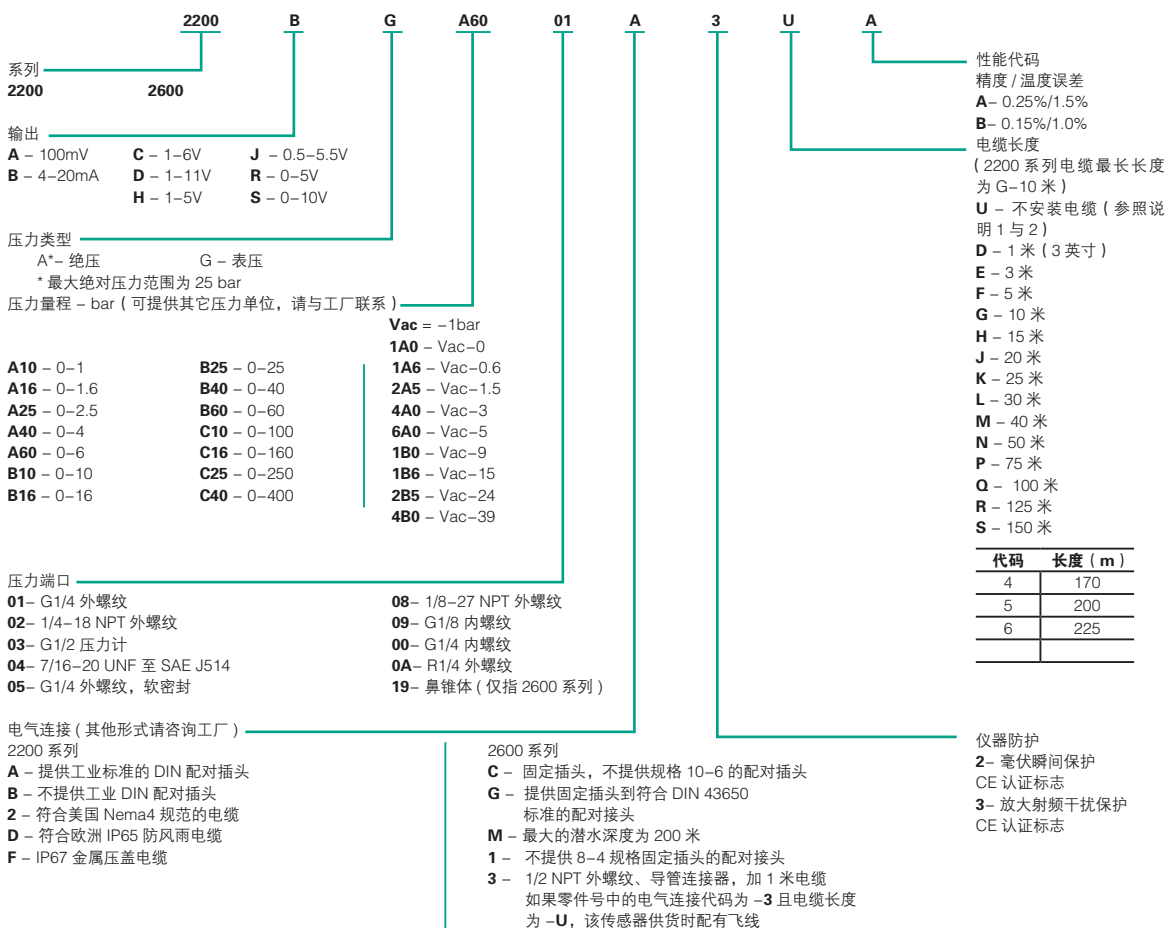 2200 B G A60 01 A 3 U A
系列
2200 2600
输出
A – 100mV C – 1–6V J – 0.5–5.5V
B – 4–20mA D – 1–11V R – 0–5V
H – 1–5V S – 0–10V
压力类型
A*– 绝压 G – 表压
* 最大绝对压力范围为 25 bar
压力量程 – bar ( 可提供其它压力单位，请与工厂联系 )
Vac = –1bar
1A0 – Vac–0
A10 – 0–1 B25 – 0–25 1A6 – Vac–0.6
A16 – 0–1.6 B40 – 0–40 2A5 – Vac–1.5
A25 – 0–2.5 B60 – 0–60 4A0 – Vac–3
A40 – 0–4 C10 – 0–100 6A0 – Vac–5
A60 – 0–6 C16 – 0–160 1B0 – Vac–9
B10 – 0–10 C25 – 0–250 1B6 – Vac–15
B16 – 0–16 C40 – 0–400 2B5 – Vac–24
4B0 – Vac–39
压力端口
01– G1/4 外螺纹 08– 1/8–27 NPT 外螺纹
02– 1/4–18 NPT 外螺纹 09– G1/8 内螺纹
03– G1/2 压力计 00– G1/4 内螺纹
04– 7/16–20 UNF 至 SAE J514 0A– R1/4 外螺纹
05– G1/4 外螺纹，软密封 19– 鼻锥体 ( 仅指 2600 系列 )
电气连接 ( 其他形式请咨询工厂 )
2200 系列
A – 提供工业标准的 DIN 配对插头
B – 不提供工业 DIN 配对插头
2 – 符合美国 Nema4 规范的电缆
D – 符合欧洲 IP65 防风雨电缆
F – IP67 金属压盖电缆
2600 系列
C – 固定插头，不提供规格 10–6 的配对插头
G – 提供固定插头到符合 DIN 43650
标准的配对接头
M – 最大的潜水深度为 200 米
1 – 不提供 8–4 规格固定插头的配对接头
3 – 1/2 NPT 外螺纹、导管连接器，加 1 米电缆
如果零件号中的电气连接代码为 –3 且电缆长度
为 –U，该传感器供货时配有飞线
性能代码
精度 / 温度误差
A– 0.25%/1.5%
B– 0.15%/1.0%
电缆长度
( 2200 系列电缆最长长度
为 G–10 米 )
U – 不安装电缆 ( 参照说
明 1 与 2 )
D – 1 米 ( 3 英寸 )
E – 3 米
F – 5 米
G – 10 米
H – 15 米
J – 20 米
K – 25 米
L – 30 米
M – 40 米
N – 50 米
P – 75 米
Q – 100 米
R – 125 米
S – 150 米
代码 长度 ( m )
4 170
5 200
6 225
仪器防护
2– 毫伏瞬间保护
CE 认证标志
3– 放大射频干扰保护
CE 认证标志